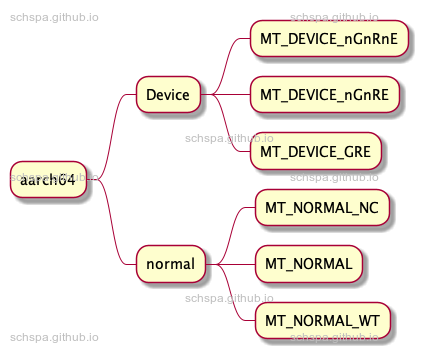 schspa.github.io
schspa.github.io
MT_DEVICE_nGnRnE
Device
MT_DEVICE_nGnRE
schspa.github.io
MT_DEVICE_GRE
aarch64
schspa.github.io
schspa.github.io
MT_NORMAL_NC
normal
MT_NORMAL
schspa.github.io
MT_NORMAL_WT
schspa.github.io
schspa.github.io